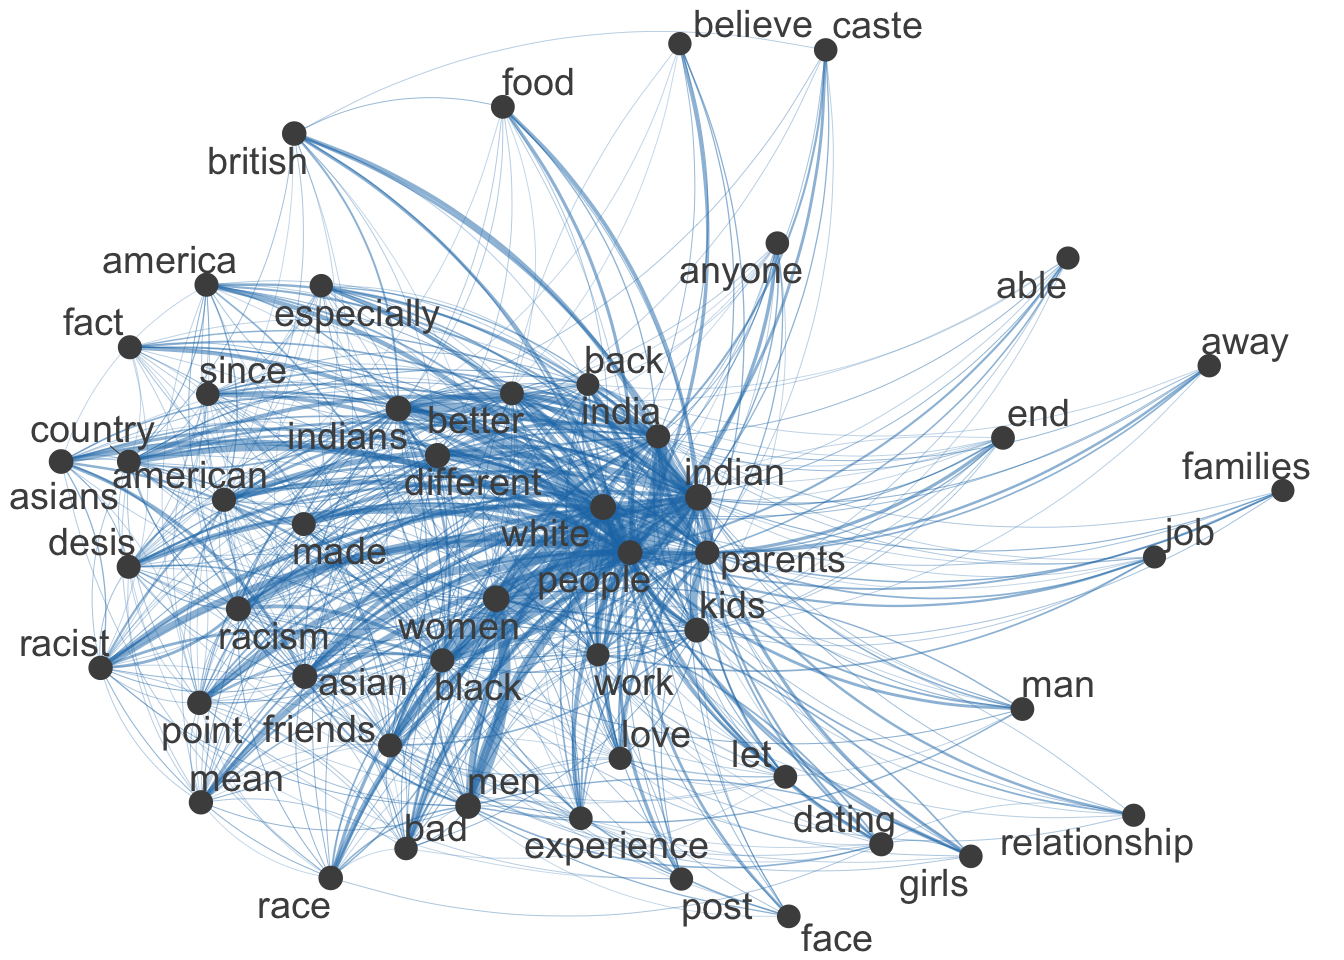 believe
caste
food
british
america
anyone
able
especially
fact
away
since
back
country
better
india
end
indians
american
different
indian
families
asians
desis
made
white
job
people
parents
kids
racist
racism
women
asian
black
work
man
point
friends
love
let
mean
men
bad
experience
dating
relationship
race
post
girls
face